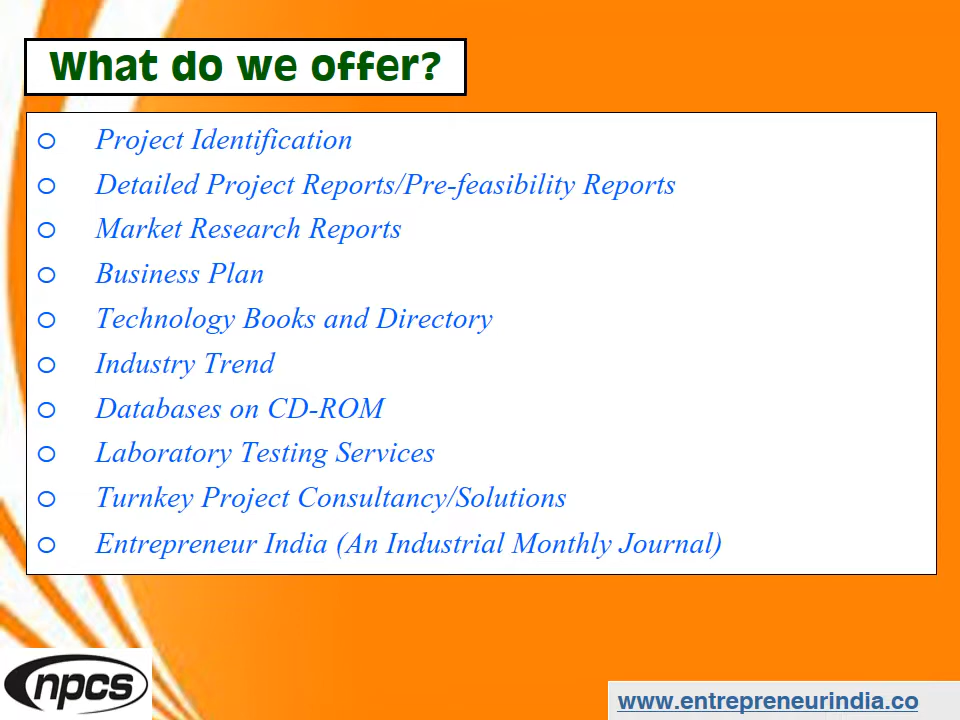 What do we offer?
Project Identification
Detailed Project Reports/Pre-feasibility Reports
Market Research Reports
Business Plan
Technology Books and Directory
Industry Trend
Databases on CD-ROM
Laboratory Testing Services
Turnkey Project Consultancy/Solutions
Entrepreneur India (An Industrial Monthly Journal)
npcs
www.entrepreneurindia.co